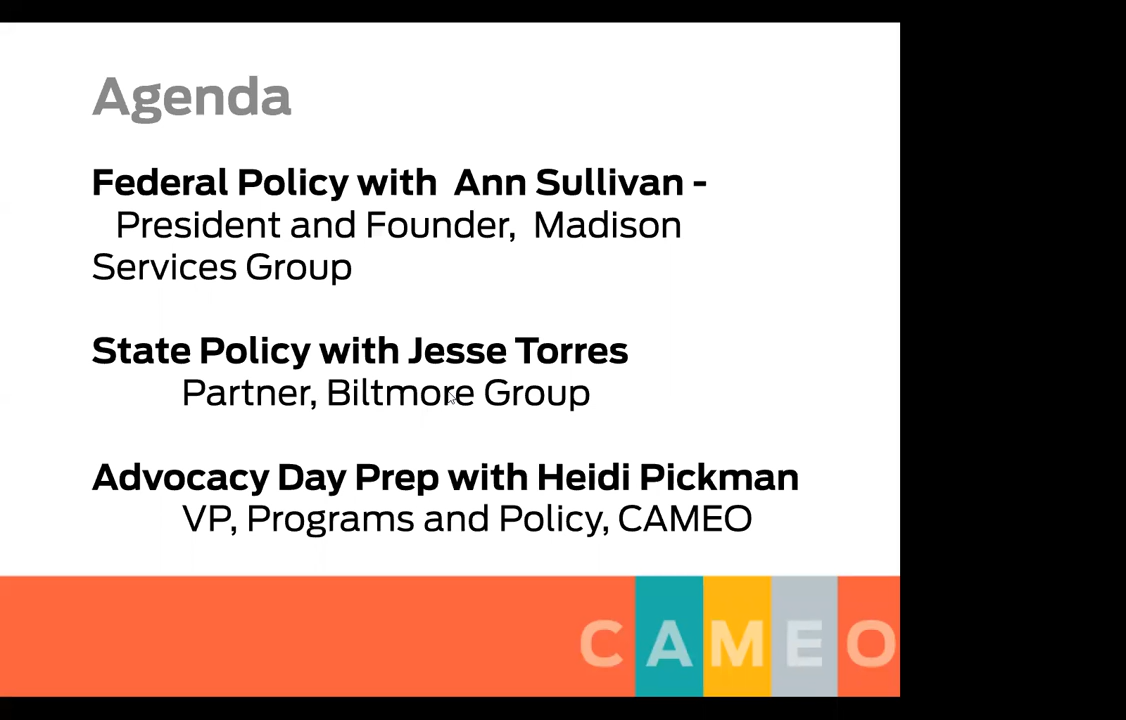 Agenda
Federal Policy with Ann Sullivan -
President and Founder, Madison
Services Group
State Policy with Jesse Torres
Partner, Biltmore Group
Advocacy Day Prep with Heidi Pickman
VP, Programs and Policy, CAMEO
CAMEO